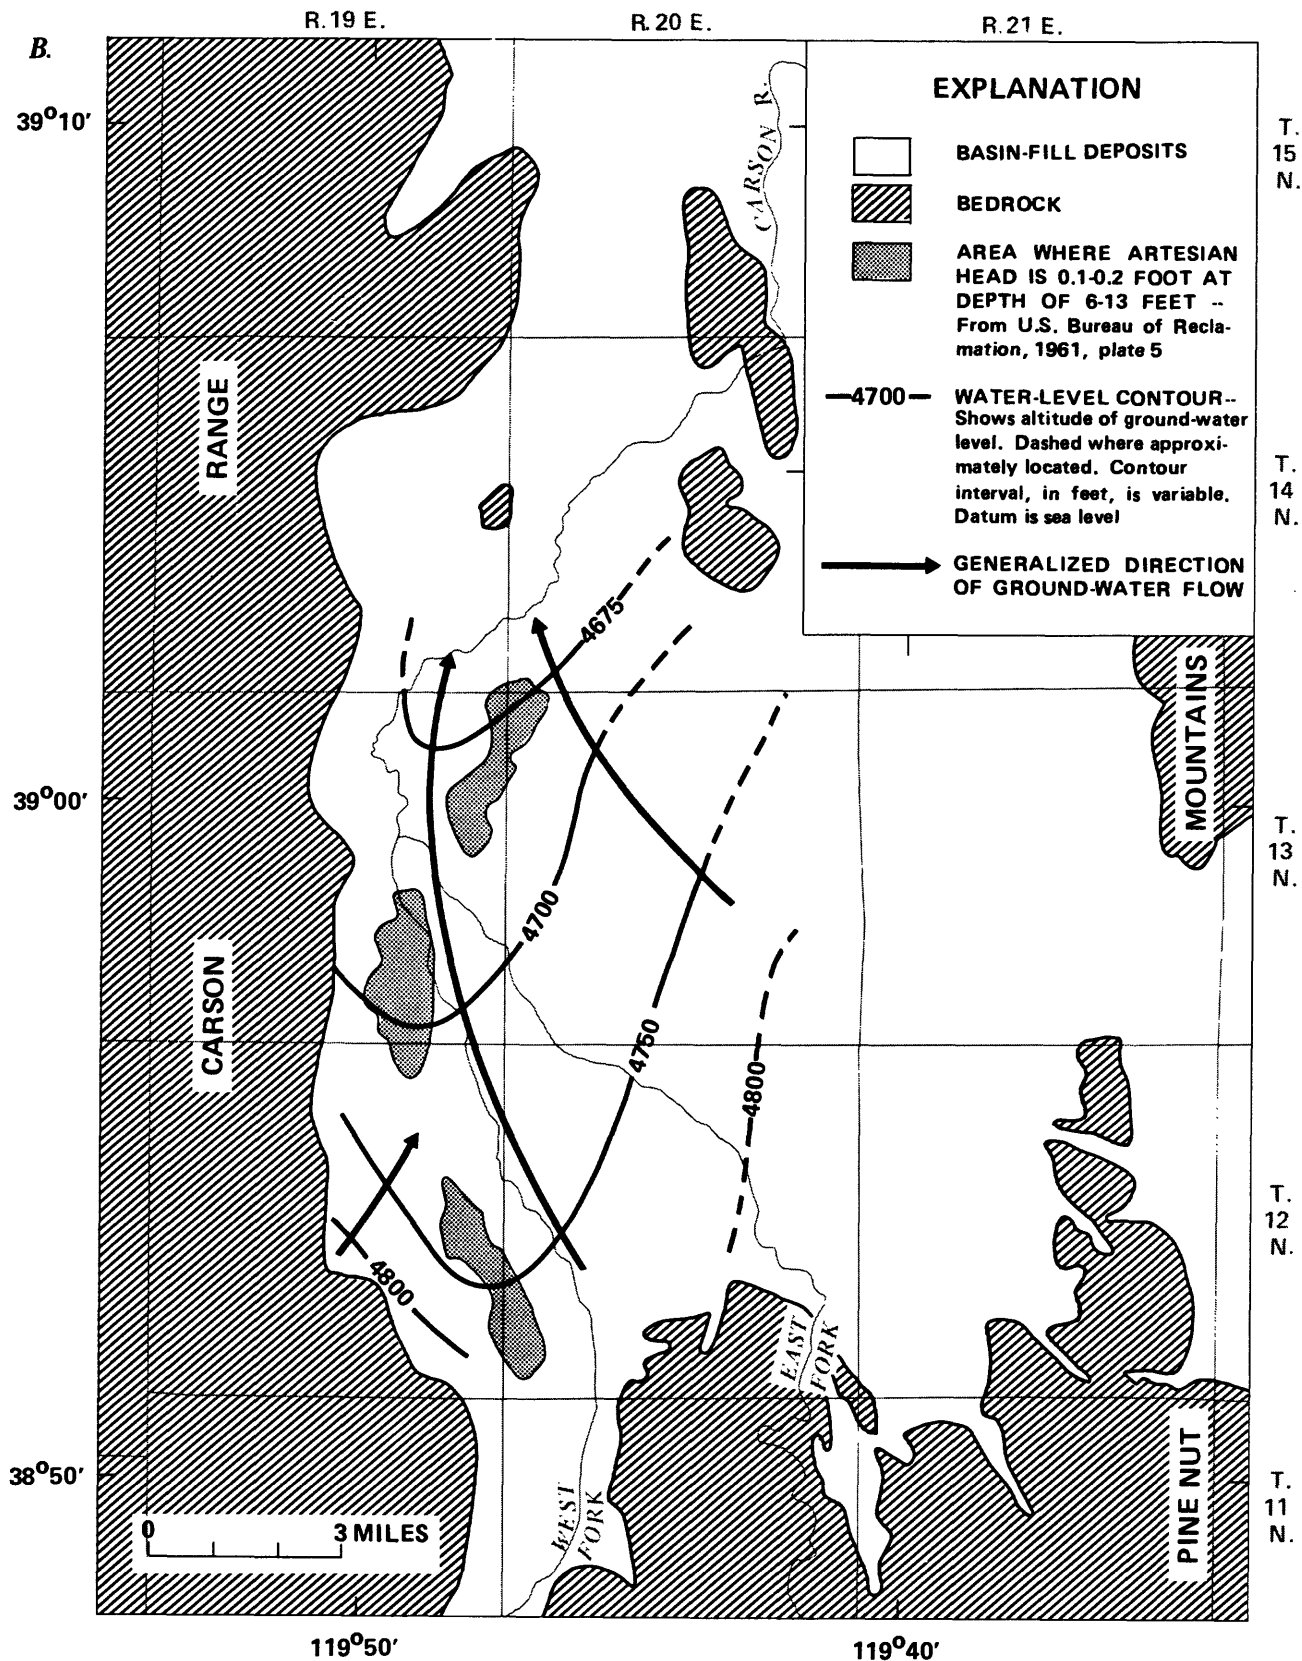 R. 19 E.
R. 20 E.
R. 21 E.
B.
39°10'
CARSON R.
EXPLANATION
BASIN-FILL DEPOSITS
BEDROCK
AREA WHERE ARTESIAN
HEAD IS 0.1-0.2 FOOT AT
DEPTH OF 6-13 FEET --
From U.S. Bureau of Recla-
mation, 1961, plate 5
4700
WATER-LEVEL CONTOUR--
Shows altitude of ground-water
level. Dashed where approxi-
mately located. Contour
interval, in feet, is variable.
Datum is sea level
GENERALIZED DIRECTION
OF GROUND-WATER FLOW
T.
15
N.
RANGE
T.
14
N.
4675
MOUNTAINS
39°00'
T.
13
N.
4700
CARSON
4750
4800
T.
12
N.
4800
EAST
FORK
38°50'
WEST
FORK
PINE NUT
T.
11
N.
0
3 MILES
119°50'
119°40'